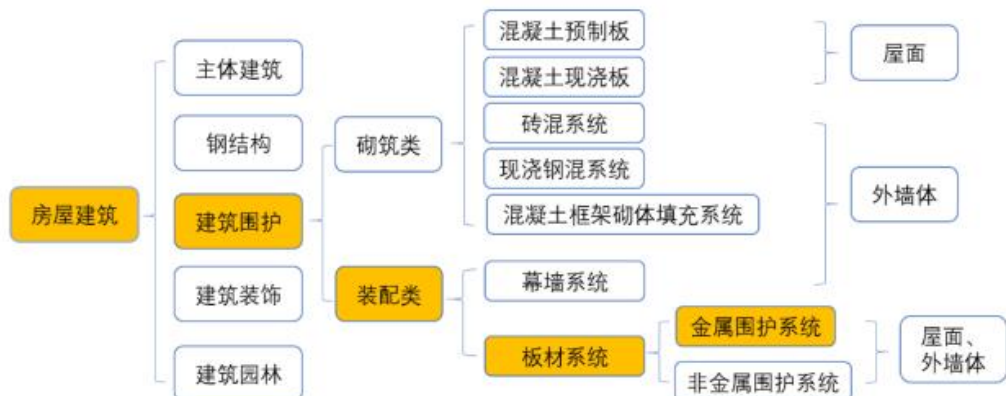 房屋建筑
主体建筑
钢结构
建筑围护
建筑装饰
建筑园林
砌筑类
装配类
混凝土预制板
混凝土现浇板
砖混系统
现浇钢混系统
混凝土框架砌体填充系统
幕墙系统
板材系统
金属围护系统
非金属围护系统
屋面
外墙体
屋面、
外墙体